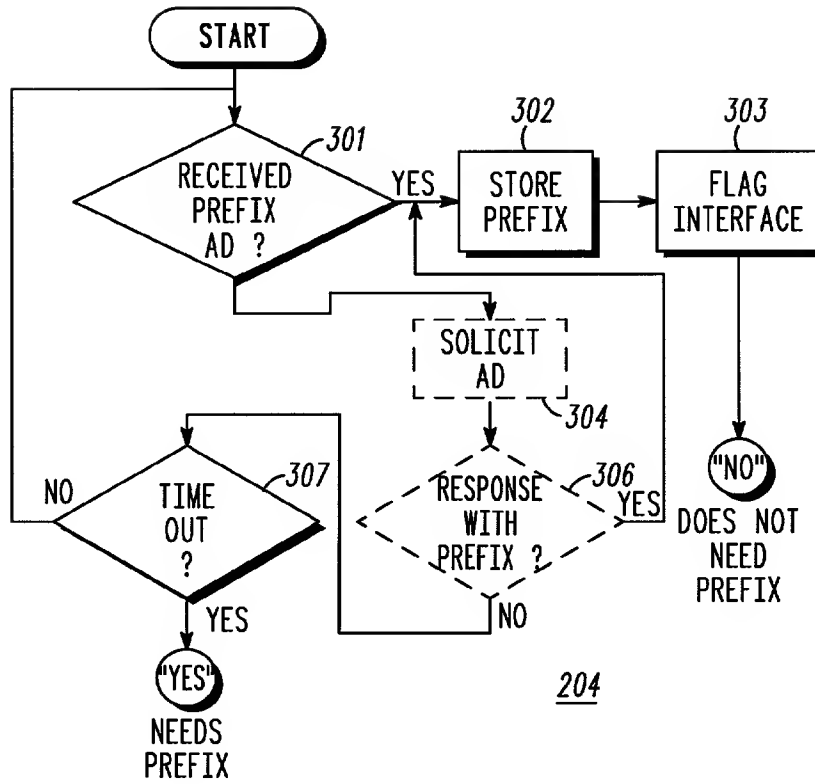 START
301
RECEIVED
PREFIX
AD ?
YES
302
STORE
PREFIX
303
FLAG
INTERFACE
SOLICIT
AD
304
306
RESPONSE
WITH
PREFIX ?
YES
NO
"NO"
DOES NOT
NEED
PREFIX
307
TIME
OUT
?
NO
YES
"YES"
NEEDS
PREFIX
204